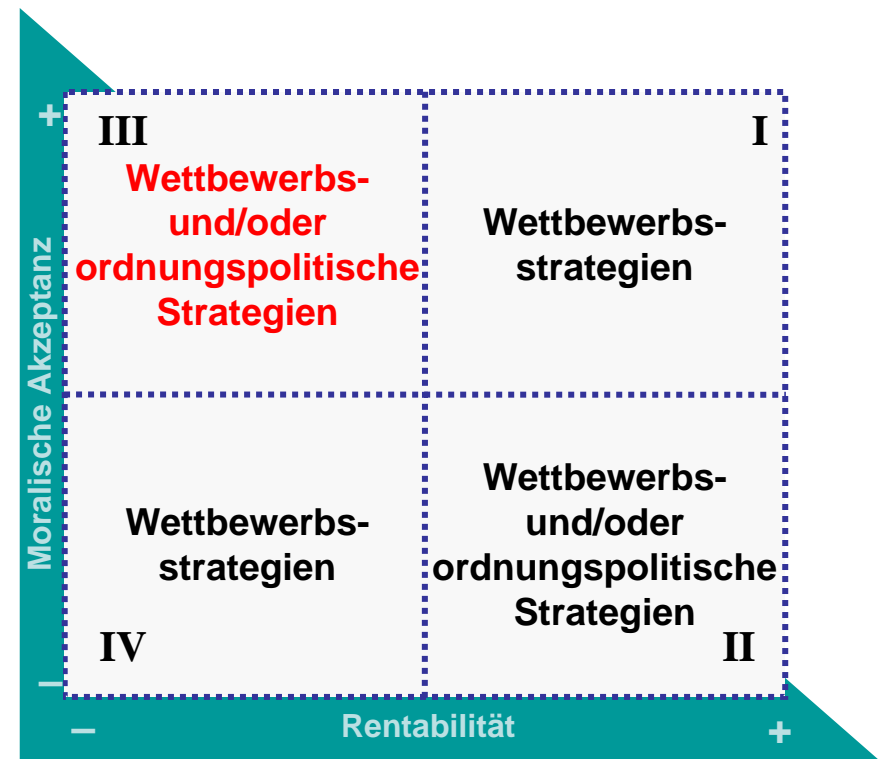 +
III
Wettbewerbs-
und/oder
ordnungspolitische
Strategien
I
Wettbewerbs-
strategien
Moralische Akzeptanz
Wettbewerbs-
strategien
IV
Wettbewerbs-
und/oder
ordnungspolitische
Strategien
II
–
–
Rentabilität
+